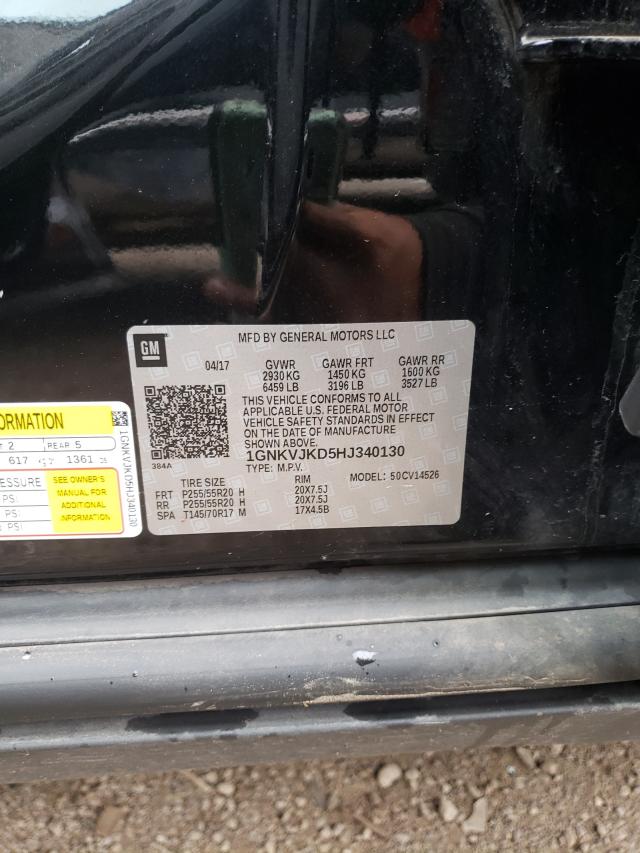 GM
MFD BY GENERAL MOTORS LLC
04/17 GVWR GAWR FRT GAWR RR
2930 KG 1450 KG 1600 KG
6459 LB 3196 LB 3527 LB
THIS VEHICLE CONFORMS TO ALL
APPLICABLE U.S. FEDERAL MOTOR
VEHICLE SAFETY STANDARDS IN EFFECT
ON THE DATE OF MANUFACTURE
SHOWN ABOVE.
384A
1GNKVJKD5HJ340130
TYPE: M.P.V. MODEL: 50CV14526
TIRE SIZE RIM
FRT P255/55R20 H 20X7.5J
RR P255/55R20 H 20X7.5J
SPA T145/70R17 M 17X4.5B
FORMATION
2 REAR 5
617 1361
PRESSURE
PSI
PSI
PSI
SEE OWNER'S
MANUAL FOR
ADDITIONAL
INFORMATION
1GNKVJKD5HJ340130